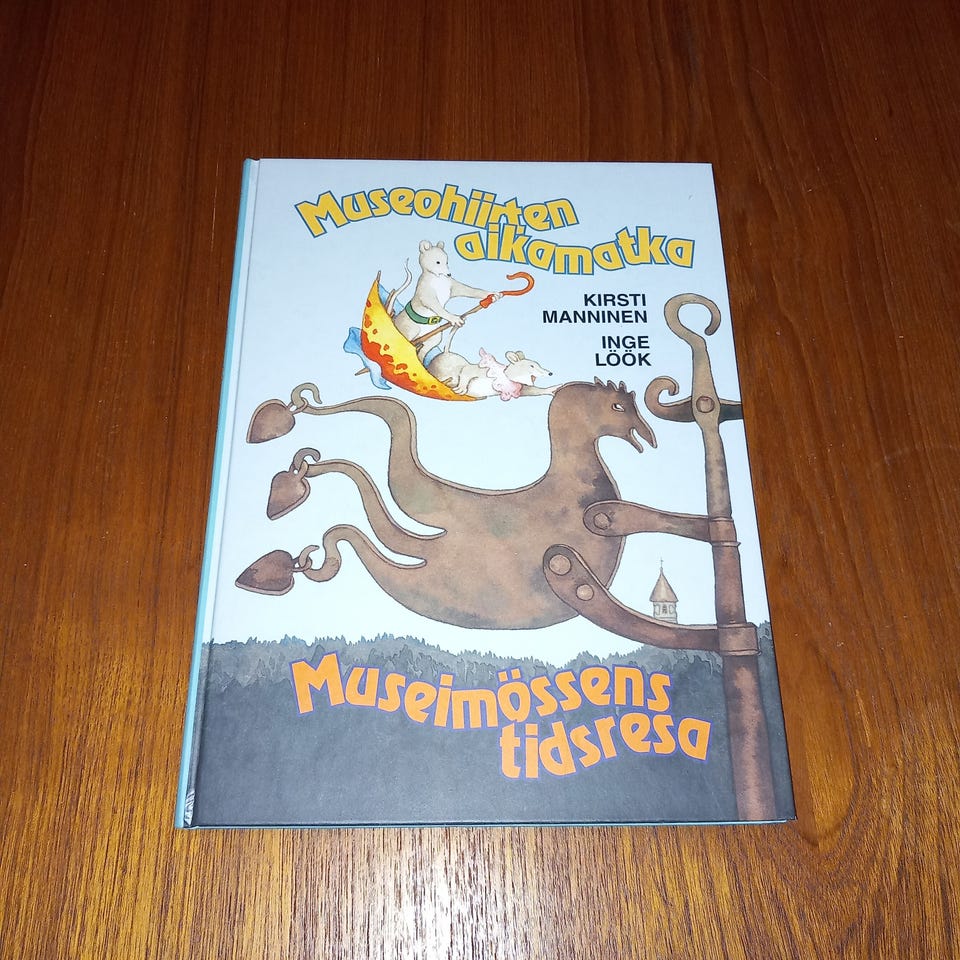 Museohiirten
aikamatka
KIRSTI
MANNINEN
INGE
LÖÖK
Museimössens
tidsresa